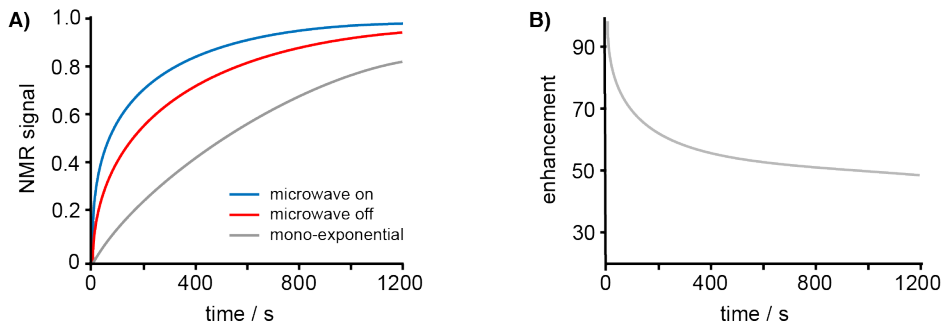 A)
NMR signal
1.0
0.8
0.6
0.4
0.2
0
microwave on
microwave off
mono-exponential
0
400
800
1200
time / s
B)
enhancement
90
70
50
30
0
400
800
1200
time / s